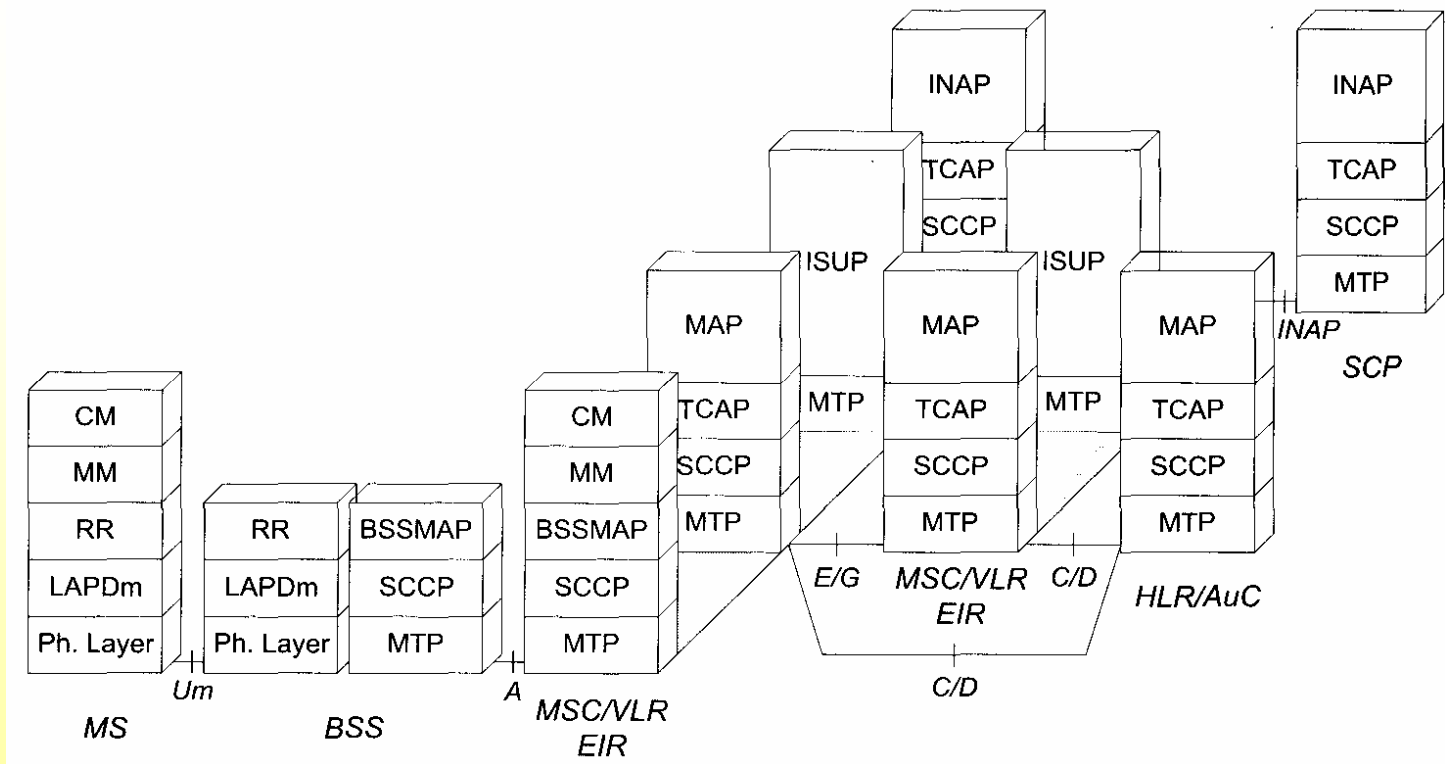 INAP
TCAP
SCCP
INAP
TCAP
SCCP
MTP
INAP
SCP
ISUP
MTP
ISUP
MTP
MAP
TCAP
SCCP
MTP
MAP
TCAP
SCCP
MTP
MAP
TCAP
SCCP
MTP
E/G
MSC/VLR
EIR
C/D
HLR/AuC
C/D
CM
MM
RR
LAPDm
Ph. Layer
Um
MS
RR
LAPDm
Ph. Layer
BSSMAP
SCCP
MTP
A
BSS
CM
MM
BSSMAP
SCCP
MTP
MSC/VLR
EIR